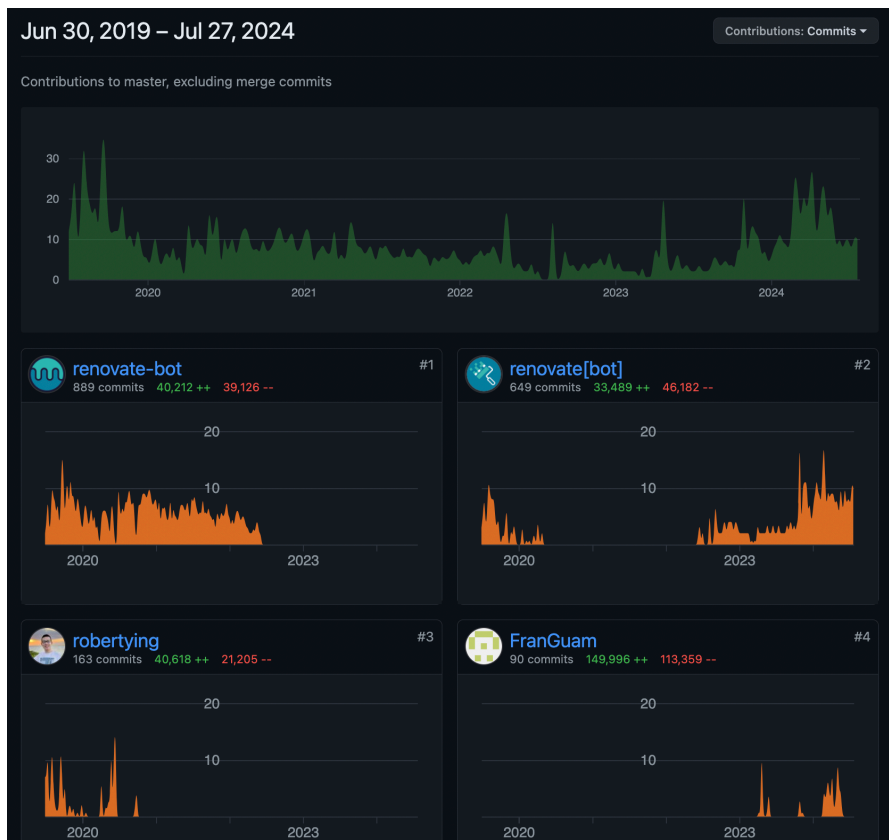 Jun 30, 2019 – Jul 27, 2024
Contributions: Commits
Contributions to master, excluding merge commits
30
20
10
0
2020 2021 2022 2023 2024
renovate-bot #1
889 commits 40,212 ++ 39,126 --
20
10
2020 2023
renovate[bot] #2
649 commits 33,489 ++ 46,182 --
20
10
2020 2023
robertying #3
163 commits 40,618 ++ 21,205 --
20
10
2020 2023
FranGuam #4
90 commits 149,996 ++ 113,359 --
20
10
2020 2023